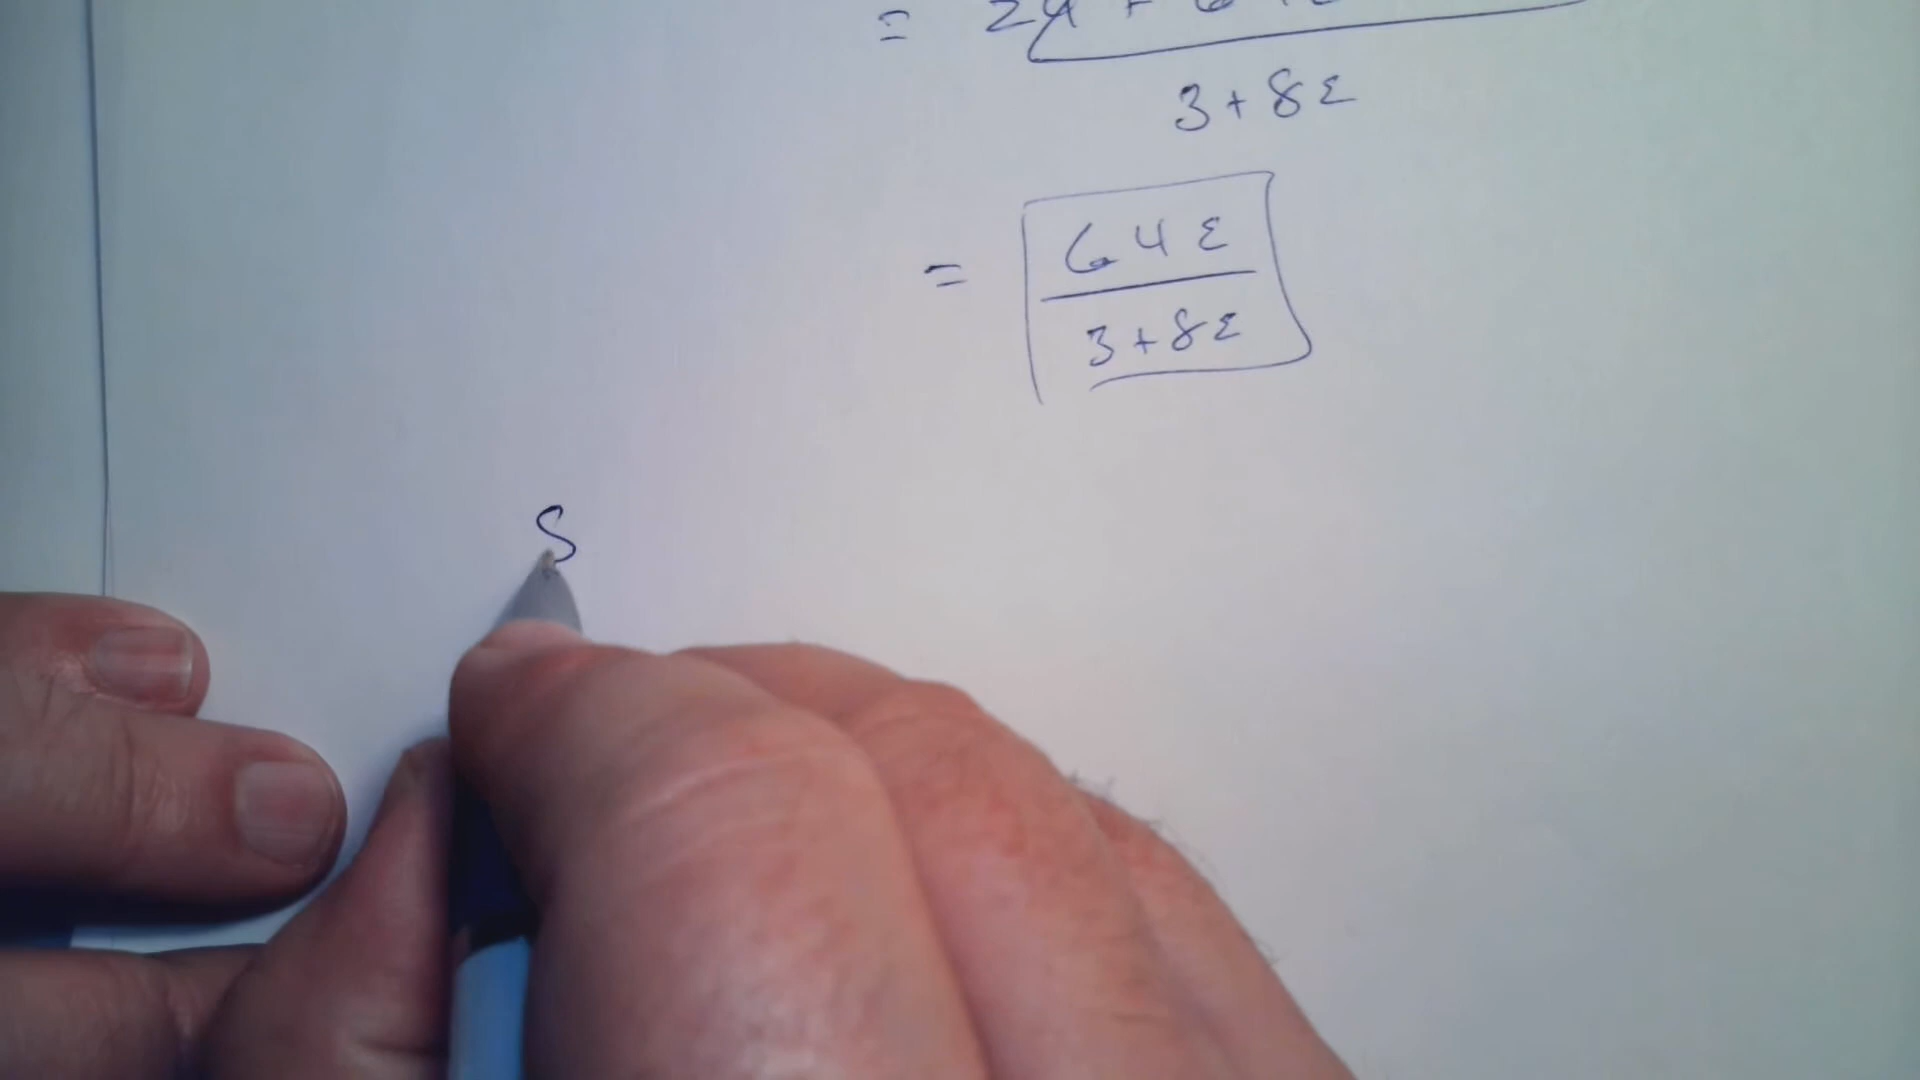 =
3+8ε
= 64ε
3+8ε
S